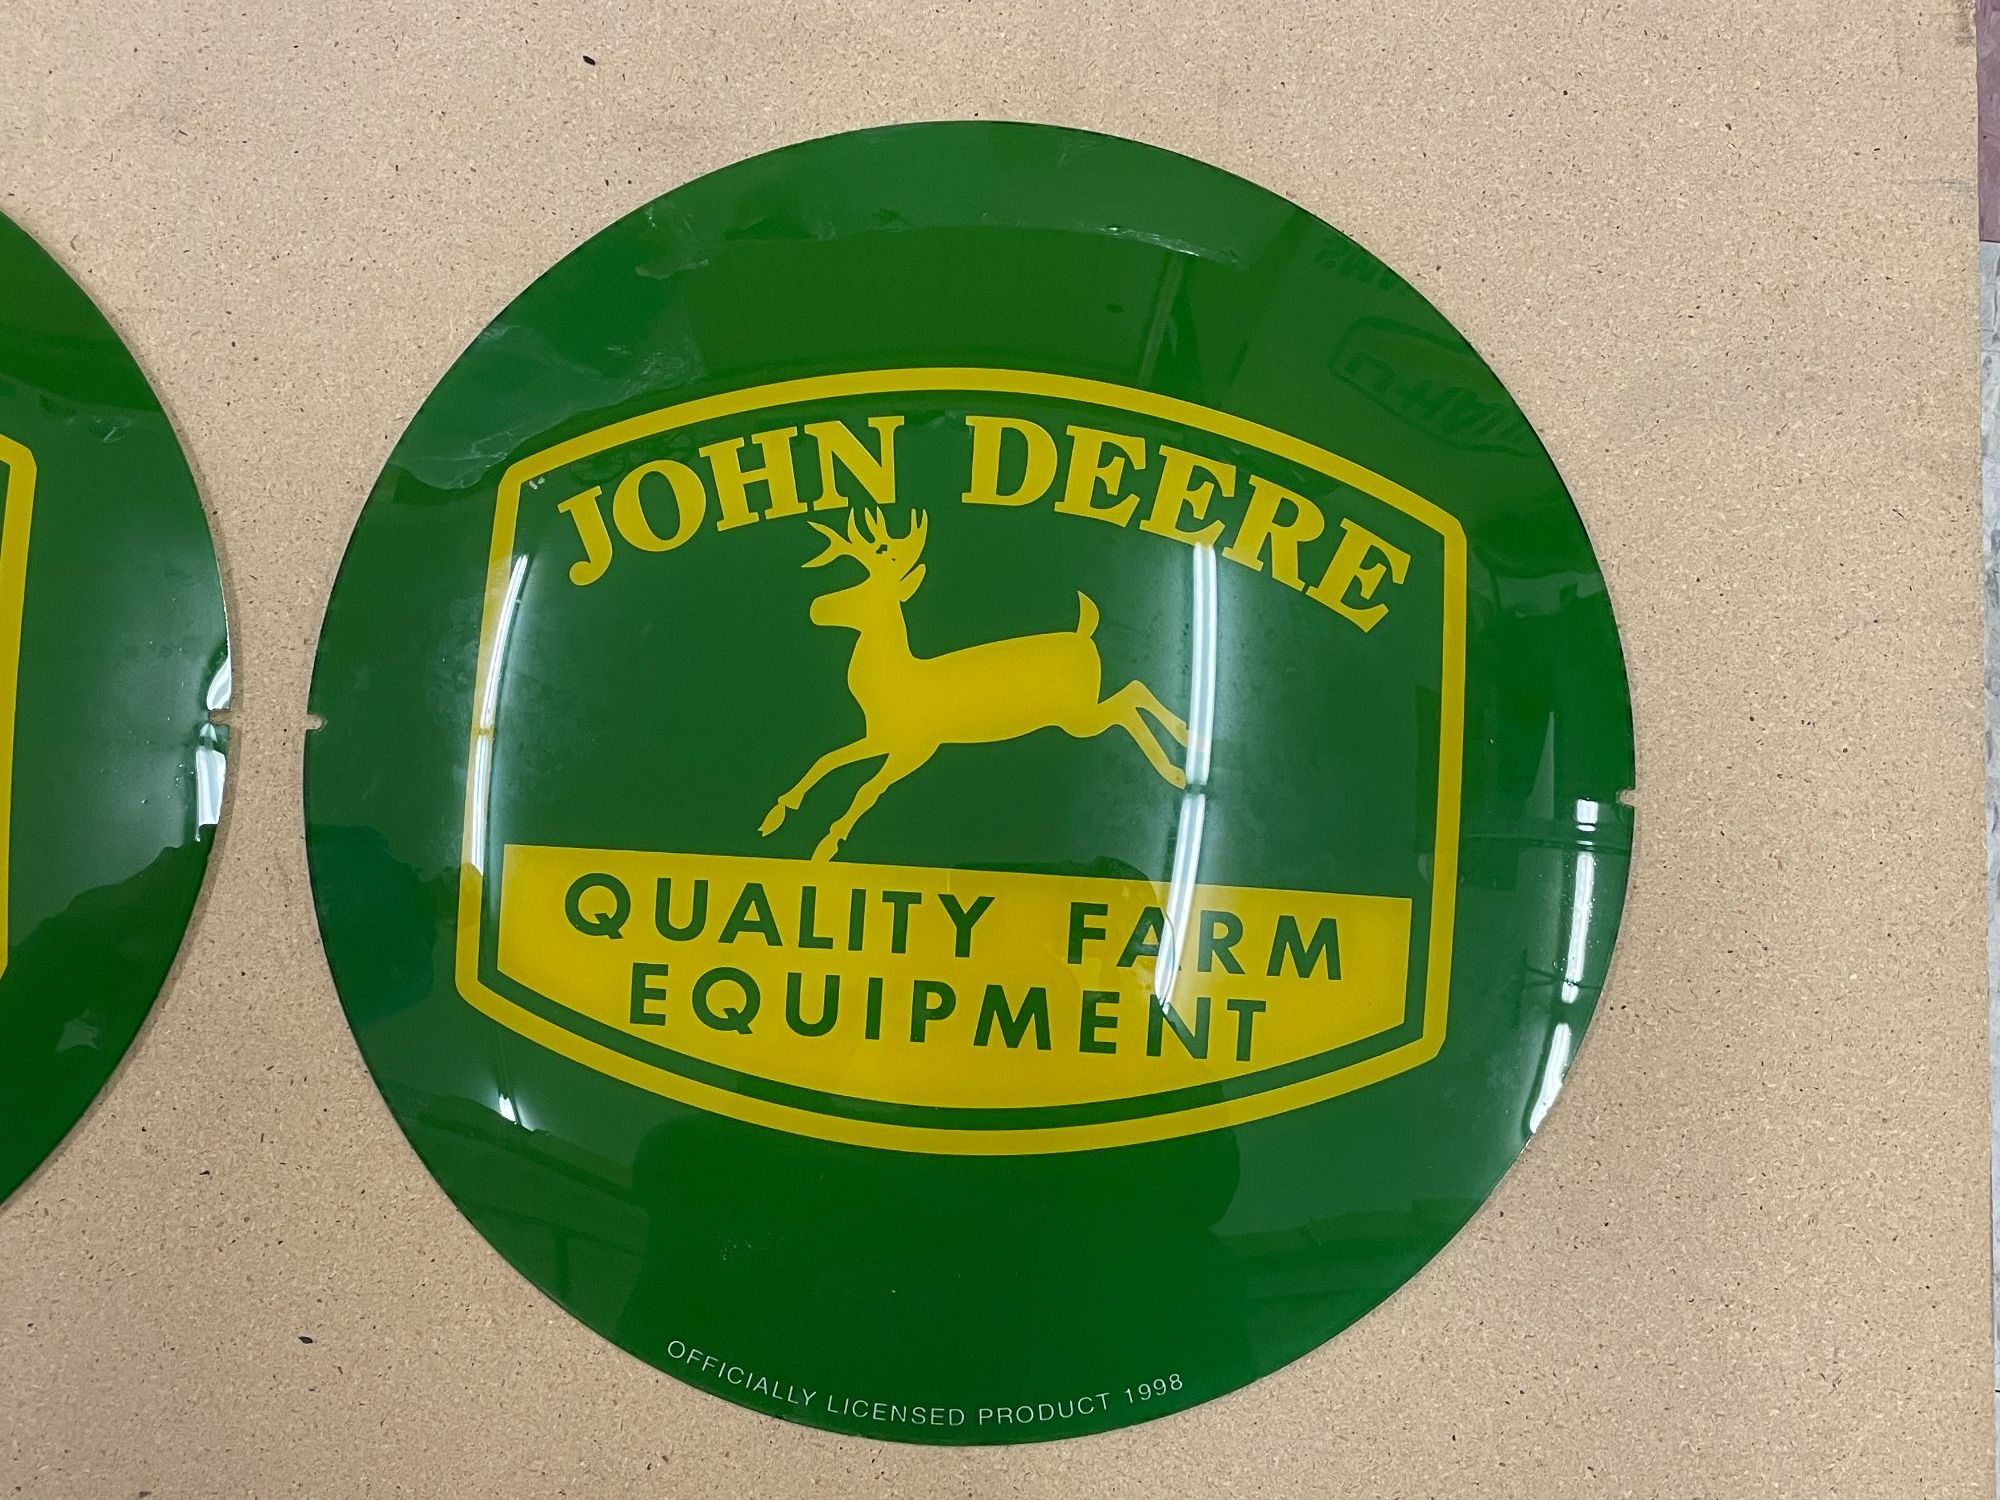 JOHN DEERE
QUALITY FARM
EQUIPMENT
OFFICIALLY LICENSED PRODUCT 1998